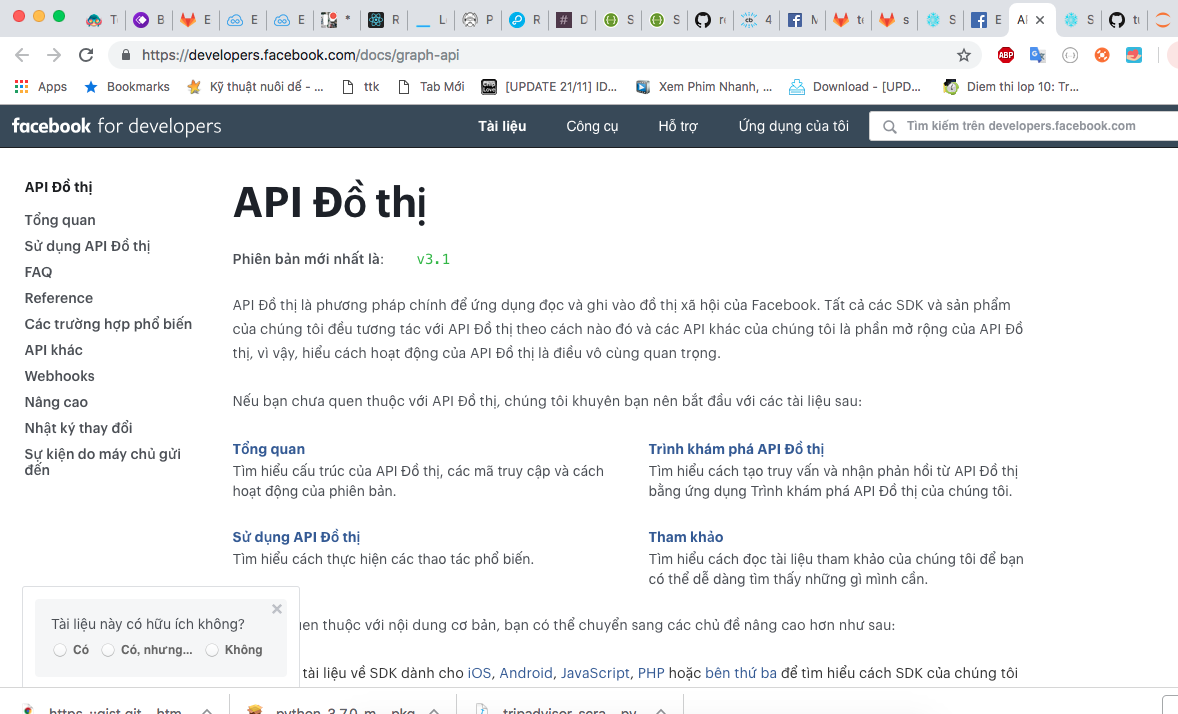 https://developers.facebook.com/docs/graph-api
Apps
Bookmarks
Kỹ thuật nuôi dế - ...
ttk
Tab Mới
[UPDATE 21/11] ID...
Xem Phim Nhanh, ...
Download - [UPD...
Diem thi lop 10: Tr...
facebook for developers
Tài liệu
Công cụ
Hỗ trợ
Ứng dụng của tôi
Tìm kiếm trên developers.facebook.com
API Đồ thị
Tổng quan
Sử dụng API Đồ thị
FAQ
Reference
Các trường hợp phổ biến
API khác
Webhooks
Nâng cao
Nhật ký thay đổi
Sự kiện do máy chủ gửi
đến
API Đồ thị
Phiên bản mới nhất là: v3.1
API Đồ thị là phương pháp chính để ứng dụng đọc và ghi vào đồ thị xã hội của Facebook. Tất cả các SDK và sản phẩm
của chúng tôi đều tương tác với API Đồ thị theo cách nào đó và các API khác của chúng tôi là phần mở rộng của API Đồ
thị, vì vậy, hiểu cách hoạt động của API Đồ thị là điều vô cùng quan trọng.
Nếu bạn chưa quen thuộc với API Đồ thị, chúng tôi khuyên bạn nên bắt đầu với các tài liệu sau:
Tổng quan
Tìm hiểu cấu trúc của API Đồ thị, các mã truy cập và cách
hoạt động của phiên bản.
Trình khám phá API Đồ thị
Tìm hiểu cách tạo truy vấn và nhận phản hồi từ API Đồ thị
bằng ứng dụng Trình khám phá API Đồ thị của chúng tôi.
Sử dụng API Đồ thị
Tìm hiểu cách thực hiện các thao tác phổ biến.
Tham khảo
Tìm hiểu cách đọc tài liệu tham khảo của chúng tôi để bạn
có thể dễ dàng tìm thấy những gì mình cần.
thuộc với nội dung cơ bản, bạn có thể chuyển sang các chủ đề nâng cao hơn như sau:
tài liệu về SDK dành cho iOS, Android, JavaScript, PHP hoặc bên thứ ba để tìm hiểu cách SDK của chúng tôi
Tài liệu này có hữu ích không?
Có
Có, nhưng...
Không